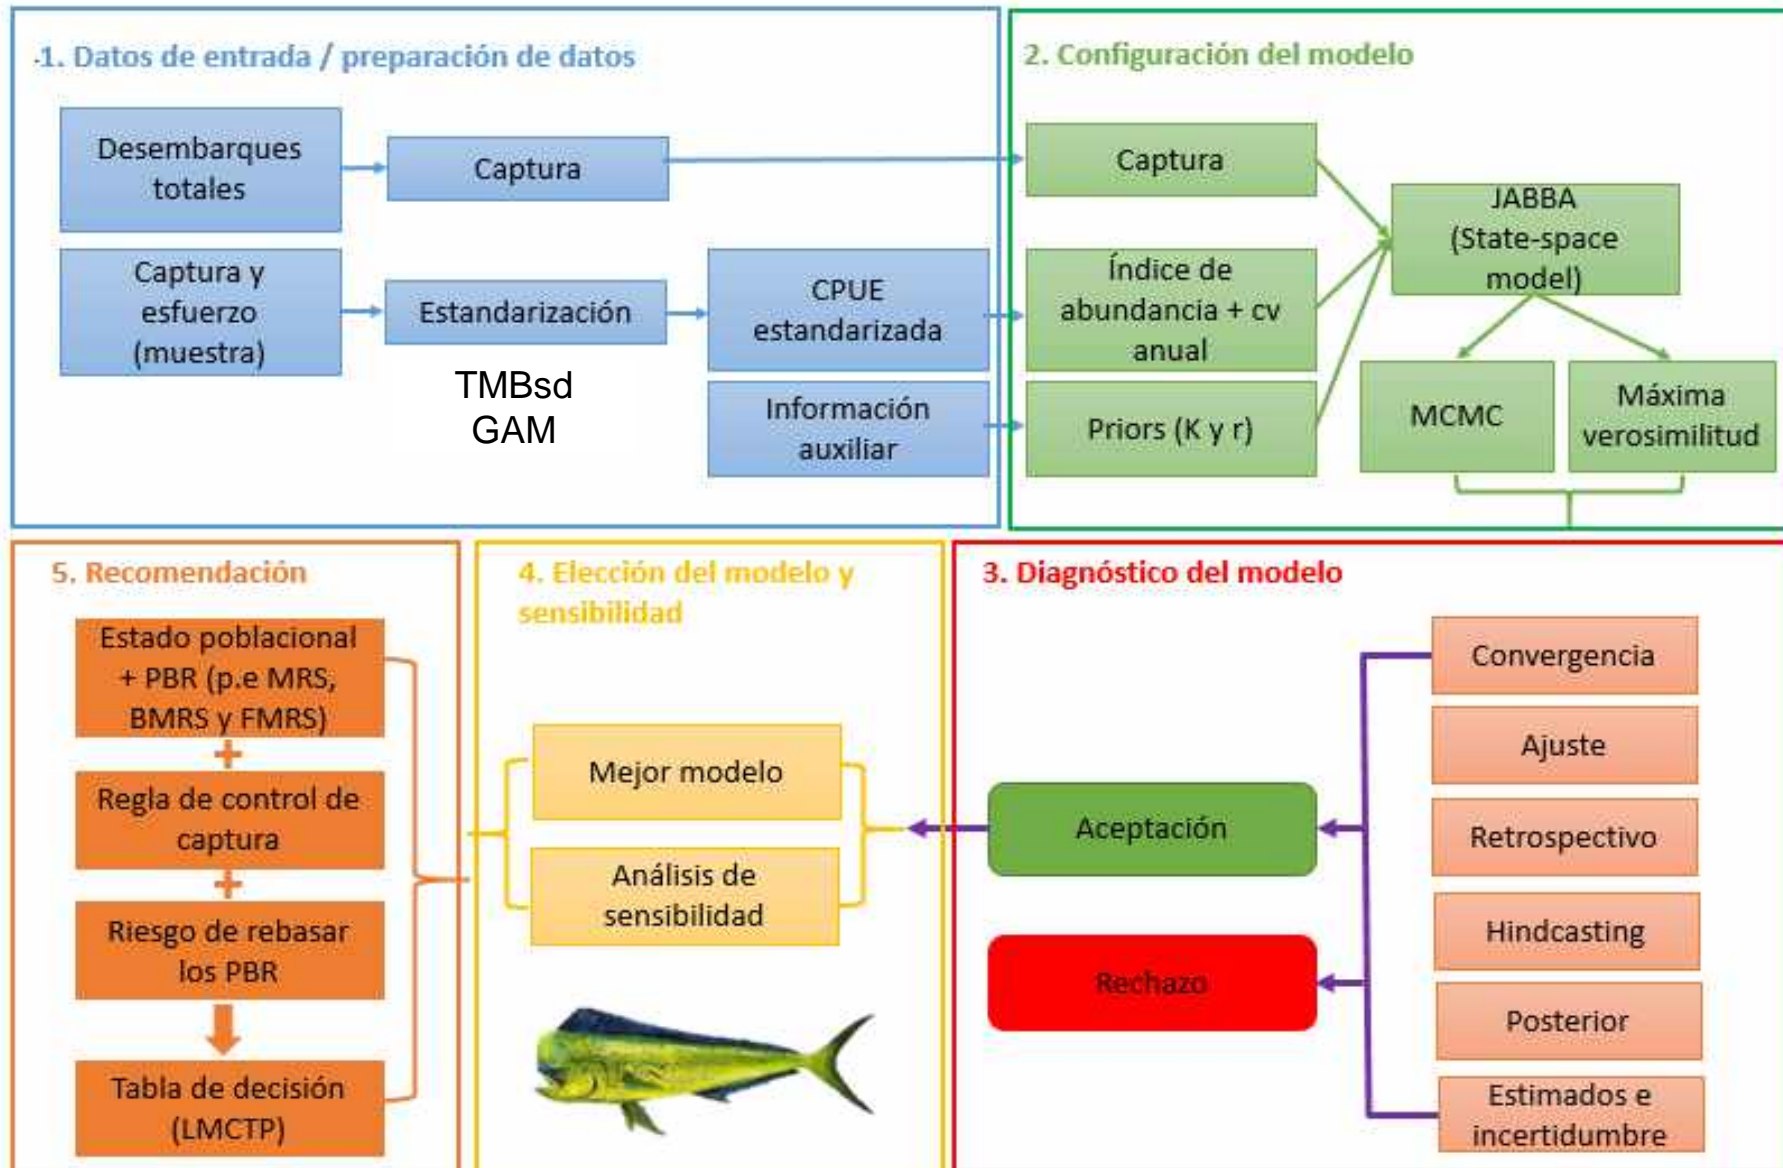 1. Datos de entrada / preparación de datos
Desembarques
totales
Captura
Captura y
esfuerzo
(muestra)
Estandarización
TMBsd
GAM
CPUE
estandarizada
Información
auxiliar
2. Configuración del modelo
Captura
Índice de
abundancia + cv
anual
Priors (K y r)
JABBA
(State-space
model)
MCMC
Máxima
verosimilitud
5. Recomendación
Estado poblacional
+ PBR (p.e MRS,
BMRS y FMRS)
+
Regla de control de
captura
+
Riesgo de rebasar
los PBR
Tabla de decisión
(LMCTP)
4. Elección del modelo y
sensibilidad
Mejor modelo
Análisis de
sensibilidad
3. Diagnóstico del modelo
Aceptación
Rechazo
Convergencia
Ajuste
Retrospectivo
Hindcasting
Posterior
Estimados e
incertidumbre